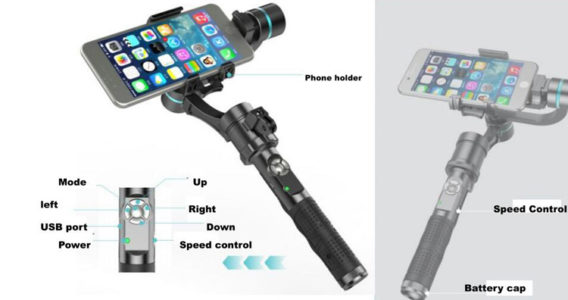 Phone holder
Mode
Up
left
Right
USB port
Down
Power
Speed control
Speed Control
Battery cap